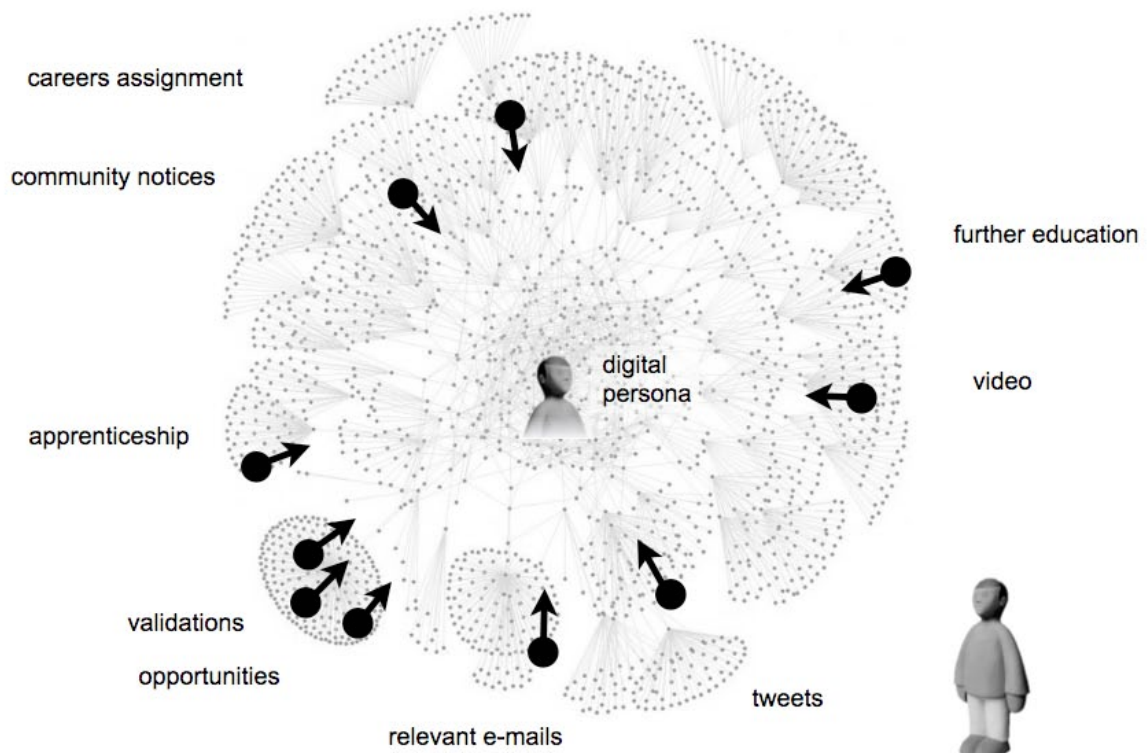 careers assignment
community notices
further education
digital
persona
video
apprenticeship
validations
opportunities
tweets
relevant e-mails